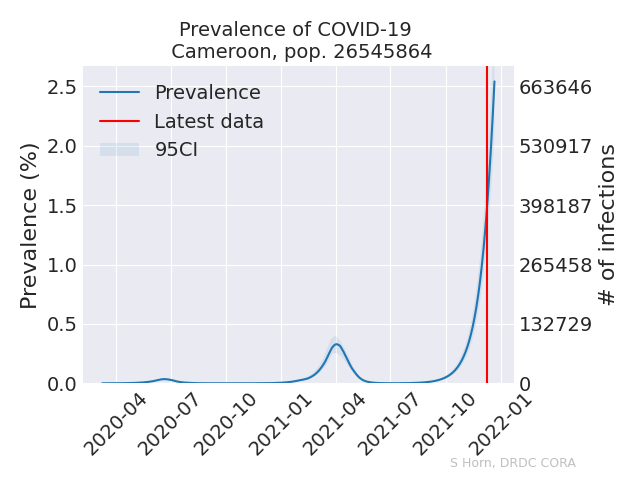 Prevalence of COVID-19
Cameroon, pop. 26545864
Prevalence
Latest data
95CI
Prevalence (%)
2.5
2.0
1.5
1.0
0.5
0.0
663646
530917
398187
265458
132729
0
# of infections
2020-04
2020-07
2020-10
2021-01
2021-04
2021-07
2021-10
2022-01
S Horn, DRDC CORA